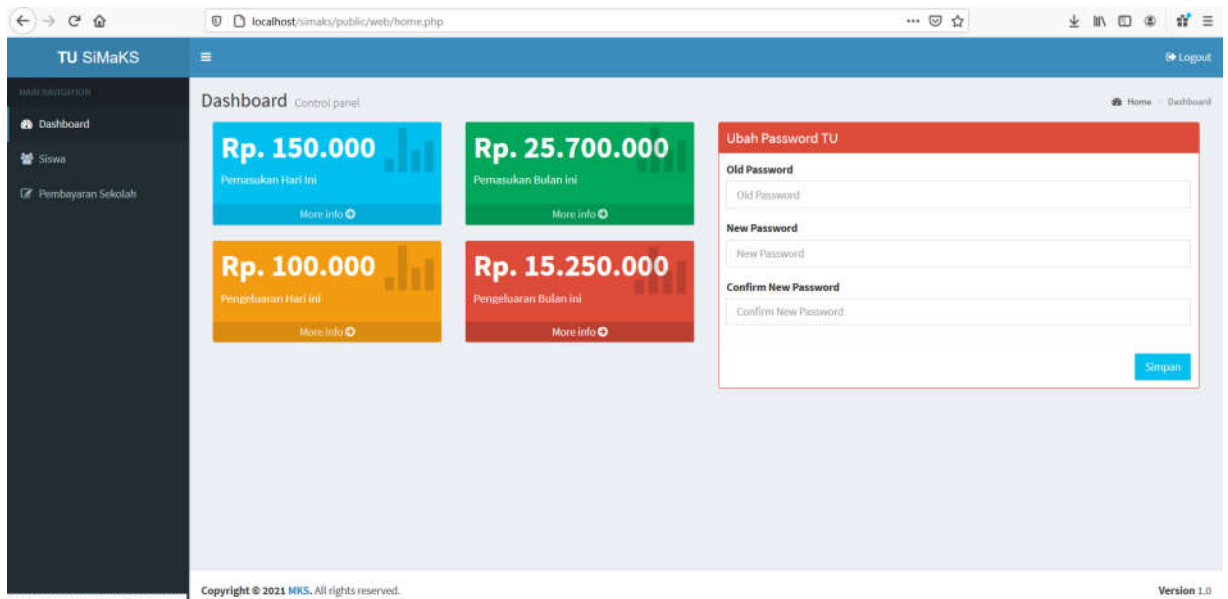 localhost/simaks/public/web/home.php
TU SiMaKS
Logout
MAIN NAVIGATION
Dashboard
Siswa
Pembayaran Sekolah
Dashboard Control panel
Home > Dashboard
Rp. 150.000
Pemasukan Hari Ini
More info
Rp. 25.700.000
Pemasukan Bulan ini
More info
Rp. 100.000
Pengeluaran Hari ini
More info
Rp. 15.250.000
Pengeluaran Bulan ini
More info
Ubah Password TU
Old Password
Old Password
New Password
New Password
Confirm New Password
Confirm New Password
Simpan
Copyright © 2021 MKS. All rights reserved.
Version 1.0